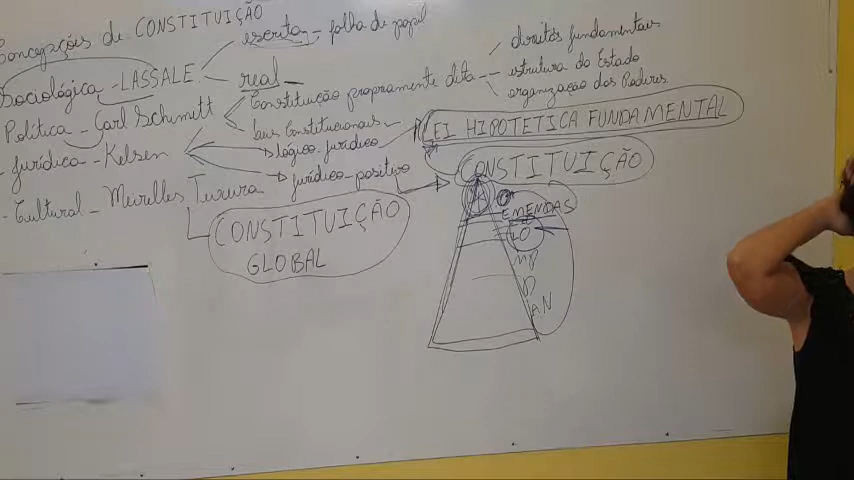 Concepções de CONSTITUIÇÃO
escrita - folha de papel
Sociológica - LASSALE
real
Política - Carl Schimett
Constituição propriamente dita
direitos fundamentais
estrutura do Estado
organização dos Poderes
Leis Constitucionais
Jurídica - Kelsen
lógico-jurídico
LEI HIPOTETICA FUNDAMENTAL
jurídico-positivo
CONSTITUIÇÃO
Cultural - Meirelles Teixeira
CONSTITUIÇÃO
GLOBAL
EMENDAS
LO
MP
D
AN